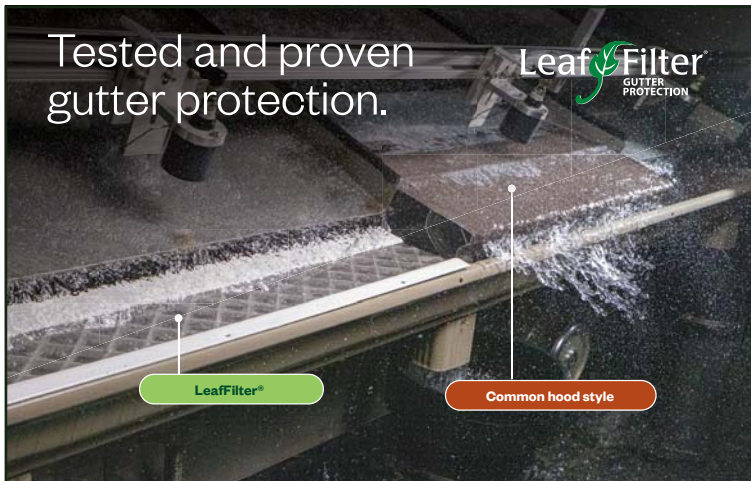 Tested and proven
gutter protection.
LeafFilter®
GUTTER
PROTECTION
LeafFilter®
Common hood style